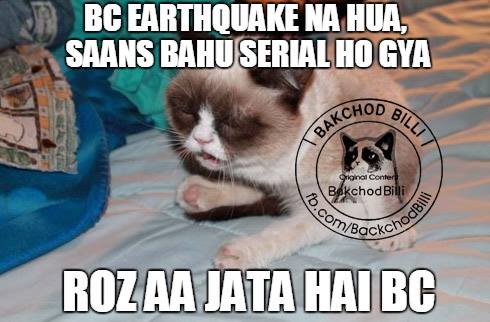 BC EARTHQUAKE NA HUA,
SAANS BAHU SERIAL HO GYA
BAKCHOD BILLI
Original Content
BakchodBilli
fb.com/BackchodBilli
ROZ AA JATA HAI BC